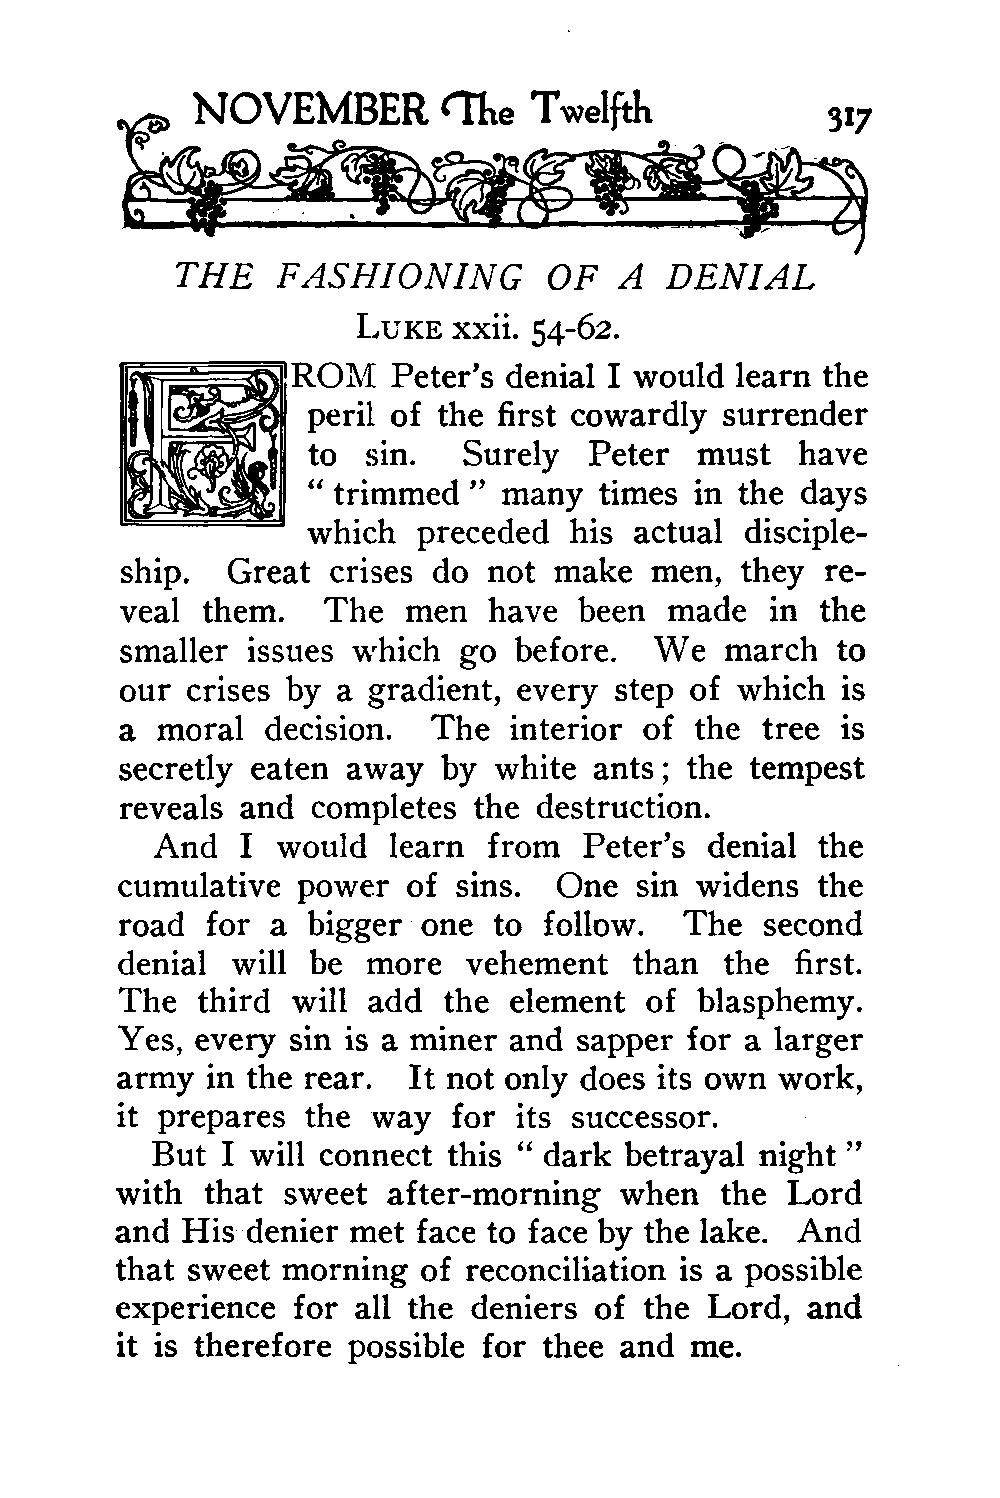 NOVEMBER The Twelfth 317
THE FASHIONING OF A DENIAL
LUKE xxii. 54-62.
FROM Peter's denial I would learn the
peril of the first cowardly surrender
to sin. Surely Peter must have
“ trimmed ” many times in the days
which preceded his actual disciple-
ship. Great crises do not make men, they re-
veal them. The men have been made in the
smaller issues which go before. We march to
our crises by a gradient, every step of which is
a moral decision. The interior of the tree is
secretly eaten away by white ants ; the tempest
reveals and completes the destruction.
And I would learn from Peter's denial the
cumulative power of sins. One sin widens the
road for a bigger one to follow. The second
denial will be more vehement than the first.
The third will add the element of blasphemy.
Yes, every sin is a miner and sapper for a larger
army in the rear. It not only does its own work,
it prepares the way for its successor.
But I will connect this “ dark betrayal night ”
with that sweet after-morning when the Lord
and His denier met face to face by the lake. And
that sweet morning of reconciliation is a possible
experience for all the deniers of the Lord, and
it is therefore possible for thee and me.